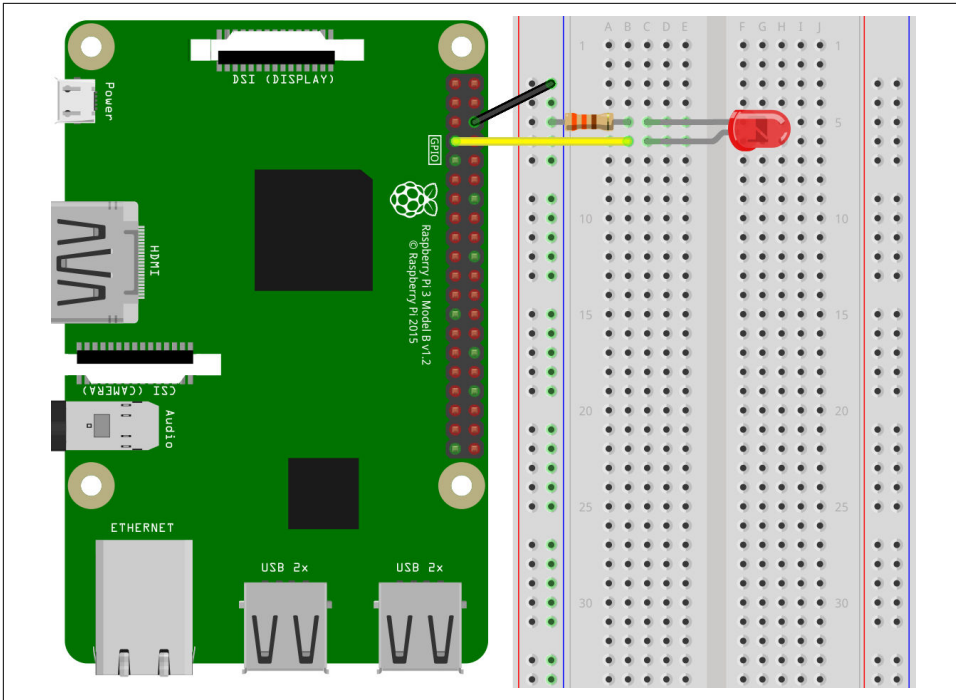 DSI (DISPLAY)
Power
GPIO
HDMI
Raspberry Pi 3 Model B v1.2
© Raspberry Pi 2015
CSI (CAMERA)
Audio
ETHERNET
USB 2x
USB 2x
A B C D E
F G H I J
1
1
5
5
10
10
15
15
20
20
25
25
30
30